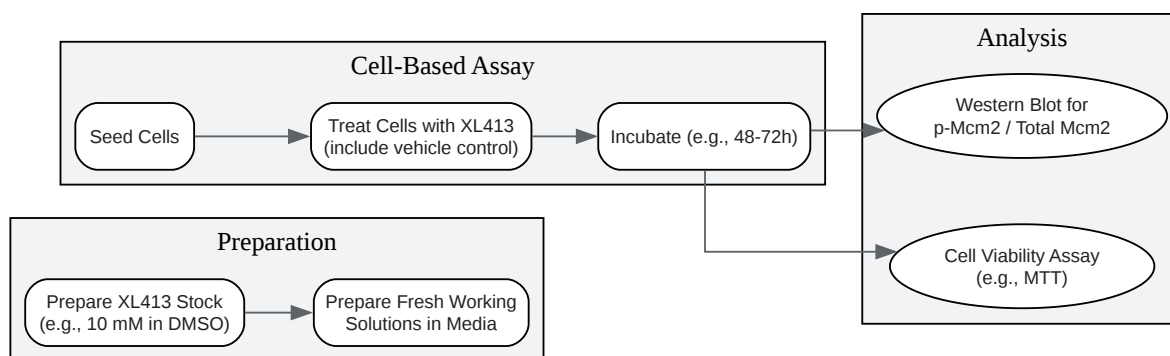 Cell-Based Assay
Seed Cells
Treat Cells with XL413
(include vehicle control)
Incubate (e.g., 48-72h)
Analysis
Western Blot for
p-Mcm2 / Total Mcm2
Cell Viability Assay
(e.g., MTT)
Preparation
Prepare XL413 Stock
(e.g., 10 mM in DMSO)
Prepare Fresh Working
Solutions in Media